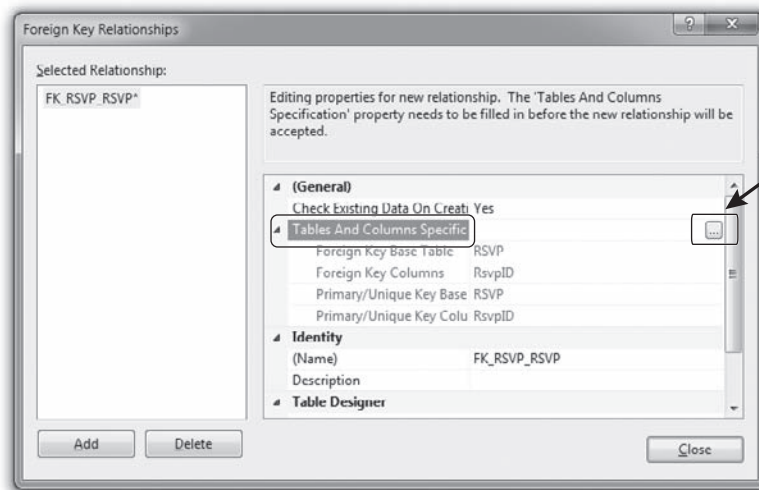 Foreign Key Relationships
Selected Relationship:
FK_RSVP_RSVP*
Editing properties for new relationship. The 'Tables And Columns
Specification' property needs to be filled in before the new relationship will be
accepted.
(General)
Check Existing Data On Creati Yes
Tables And Columns Specific
...
Foreign Key Base Table RSVP
Foreign Key Columns RsvpID
Primary/Unique Key Base RSVP
Primary/Unique Key Colu RsvpID
Identity
(Name) FK_RSVP_RSVP
Description
Table Designer
Add Delete Close